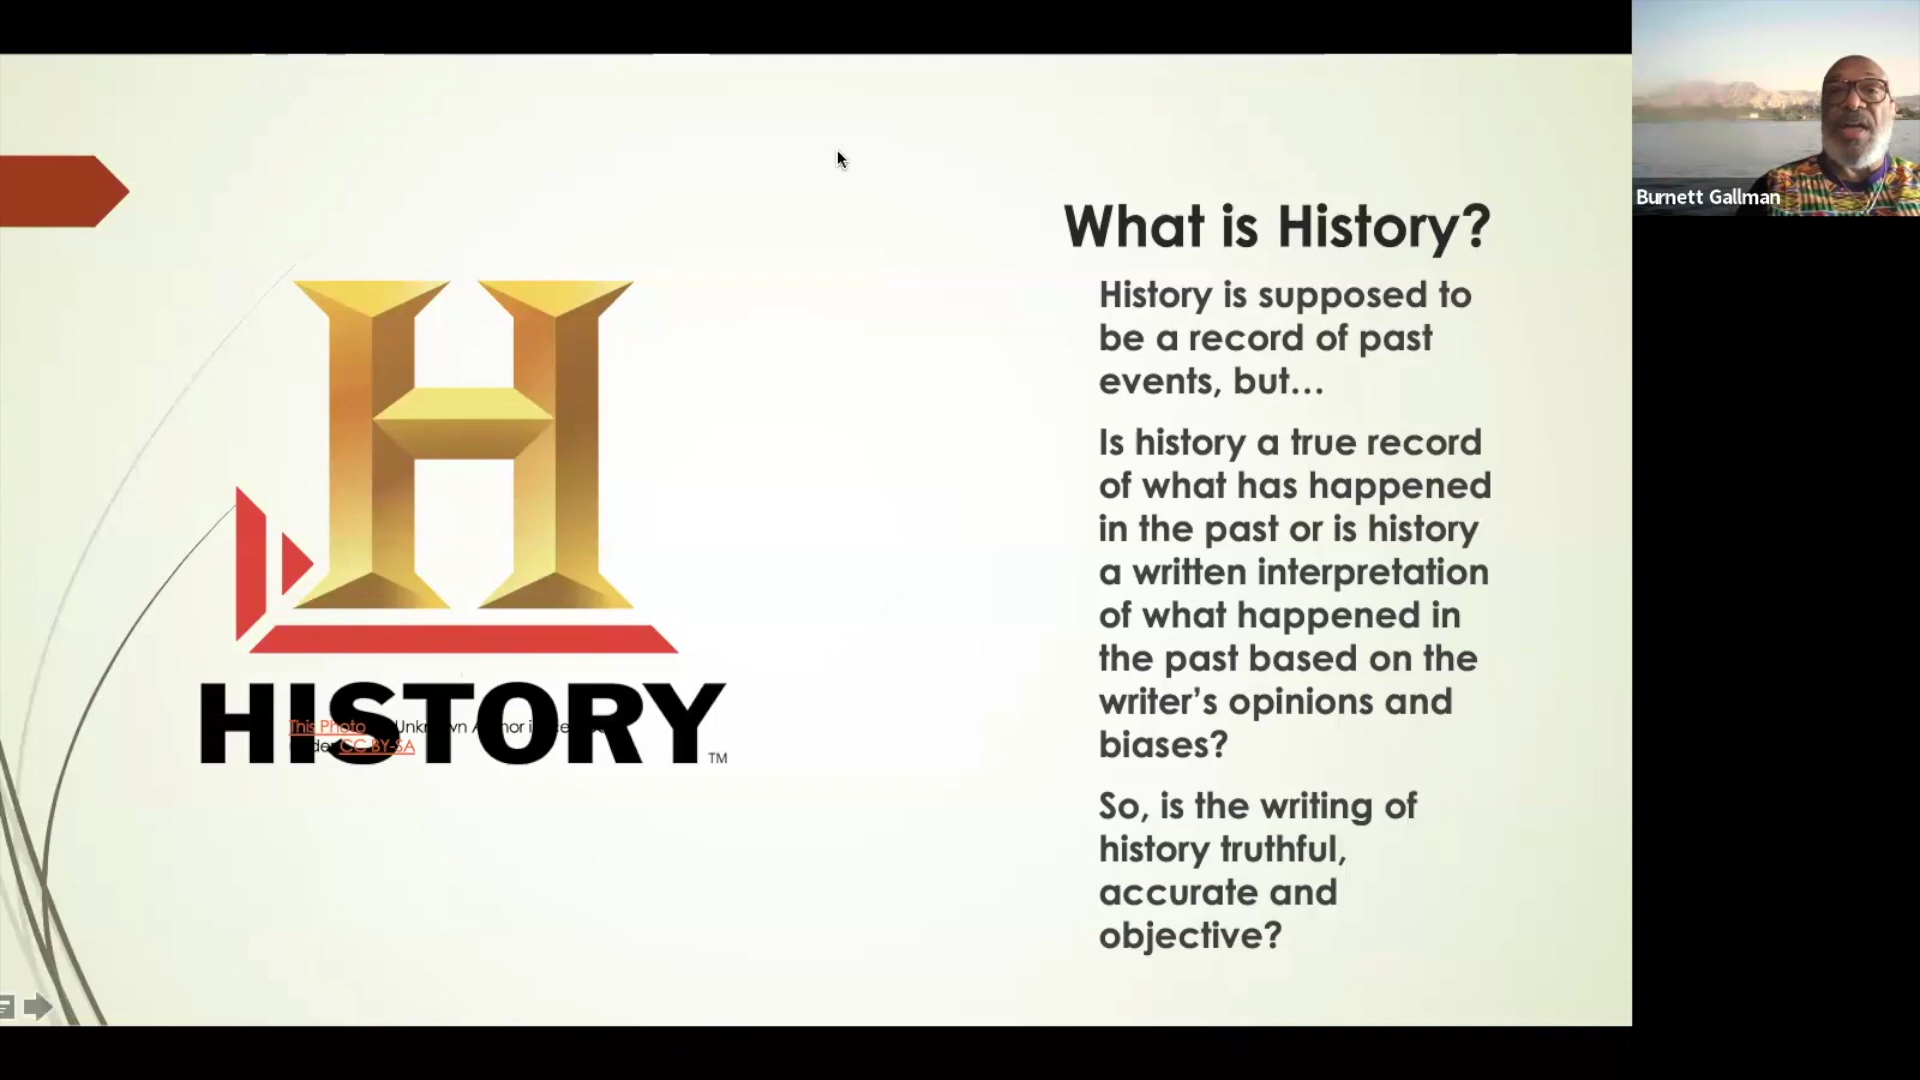 What is History?
History is supposed to
be a record of past
events, but...
Is history a true record
of what has happened
in the past or is history
a written interpretation
of what happened in
the past based on the
writer's opinions and
biases?
So, is the writing of
history truthful,
accurate and
objective?
HISTORY
TM
This Photo
CC BY-SA
Burnett Gallman